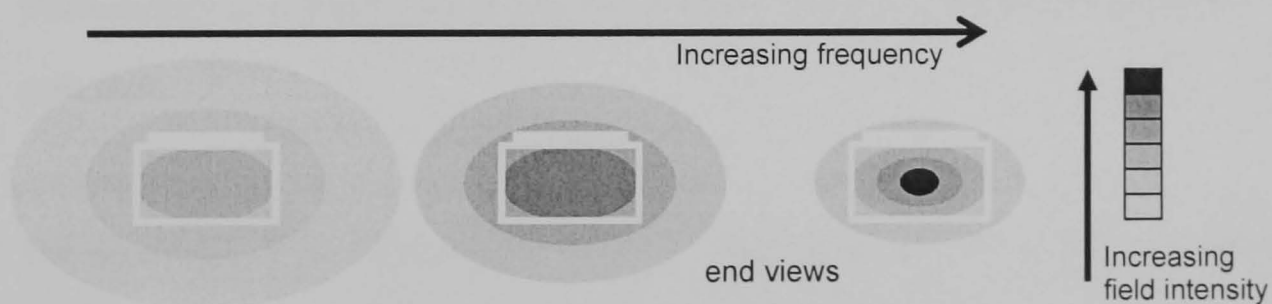 Increasing frequency
end views
Increasing
field intensity